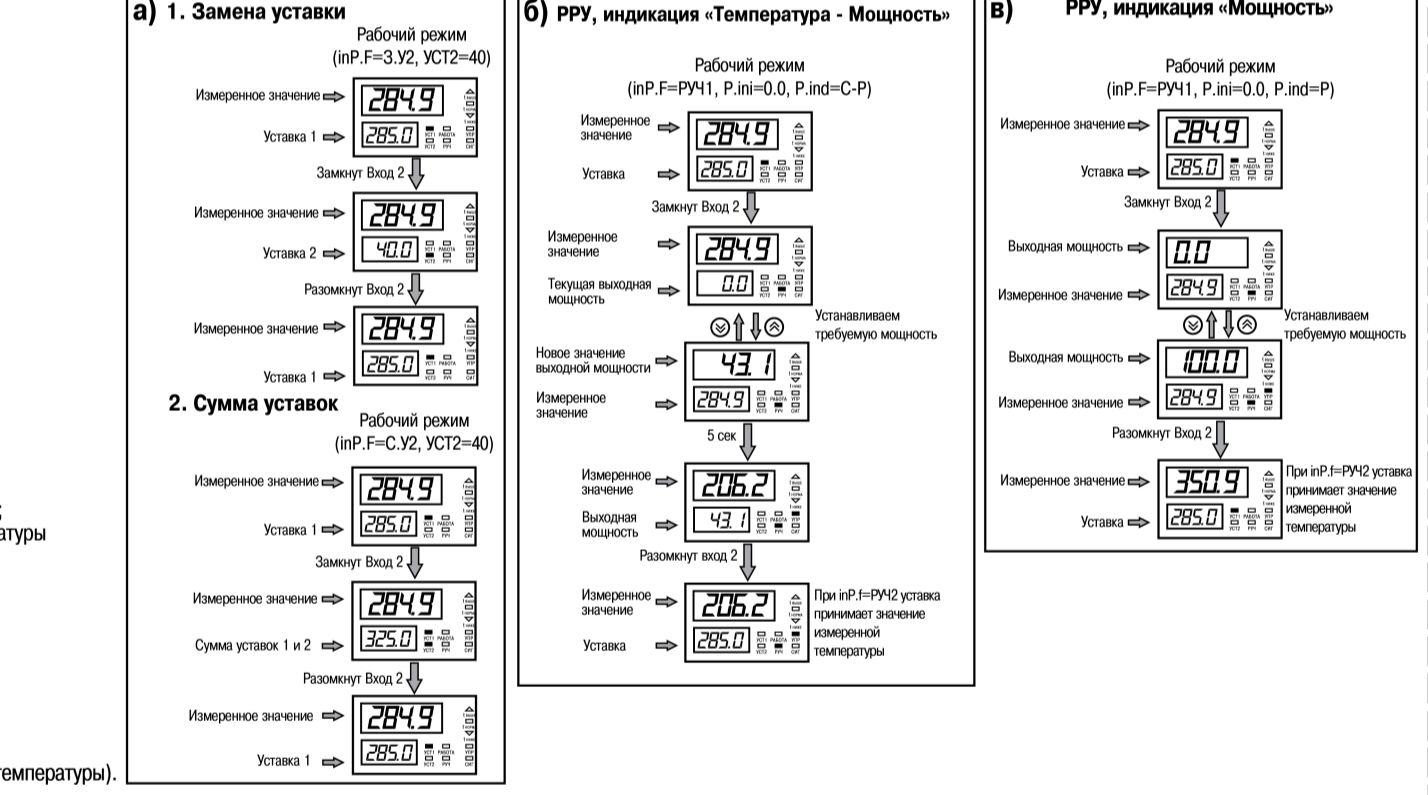 а) 1. Замена уставки
Рабочий режим
(inP.F=З.У2, УСТ2=40)
Измеренное значение
284.9
Уставка 1
285.0
Замкнут Вход 2
Измеренное значение
284.9
Уставка 2
40.0
Разомкнут Вход 2
Измеренное значение
284.9
Уставка 1
285.0
2. Сумма уставок
Рабочий режим
(inP.F=С.У2, УСТ2=40)
Измеренное значение
284.9
Уставка 1
285.0
Замкнут Вход 2
Измеренное значение
284.9
Сумма уставок 1 и 2
325.0
Разомкнут Вход 2
Измеренное значение
284.9
Уставка 1
285.0
б) РРУ, индикация «Температура - Мощность»
Рабочий режим
(inP.F=РУЧ1, P.ini=0.0, P.ind=C-P)
Измеренное
значение
284.9
Уставка
285.0
Замкнут Вход 2
Измеренное
значение
284.9
Текущая выходная
мощность
0.0
Устанавливаем
требуемую мощность
Новое значение
выходной мощности
43.1
Измеренное
значение
284.9
5 сек
Измеренное
значение
206.2
Выходная
мощность
43.1
Разомкнут вход 2
Измеренное
значение
206.2
Уставка
285.0
При inP.f=РУЧ2 уставка
принимает значение
измеренной
температуры
в) РРУ, индикация «Мощность»
Рабочий режим
(inP.F=РУЧ1, P.ini=0.0, P.ind=P)
Измеренное значение
284.9
Уставка
285.0
Замкнут Вход 2
Выходная мощность
0.0
Измеренное значение
284.9
Устанавливаем
требуемую мощность
Выходная мощность
100.0
Измеренное значение
284.9
Разомкнут Вход 2
Измеренное значение
350.9
Уставка
285.0
При inP.f=РУЧ2 уставка
принимает значение
измеренной
температуры
атуры
емпературы).